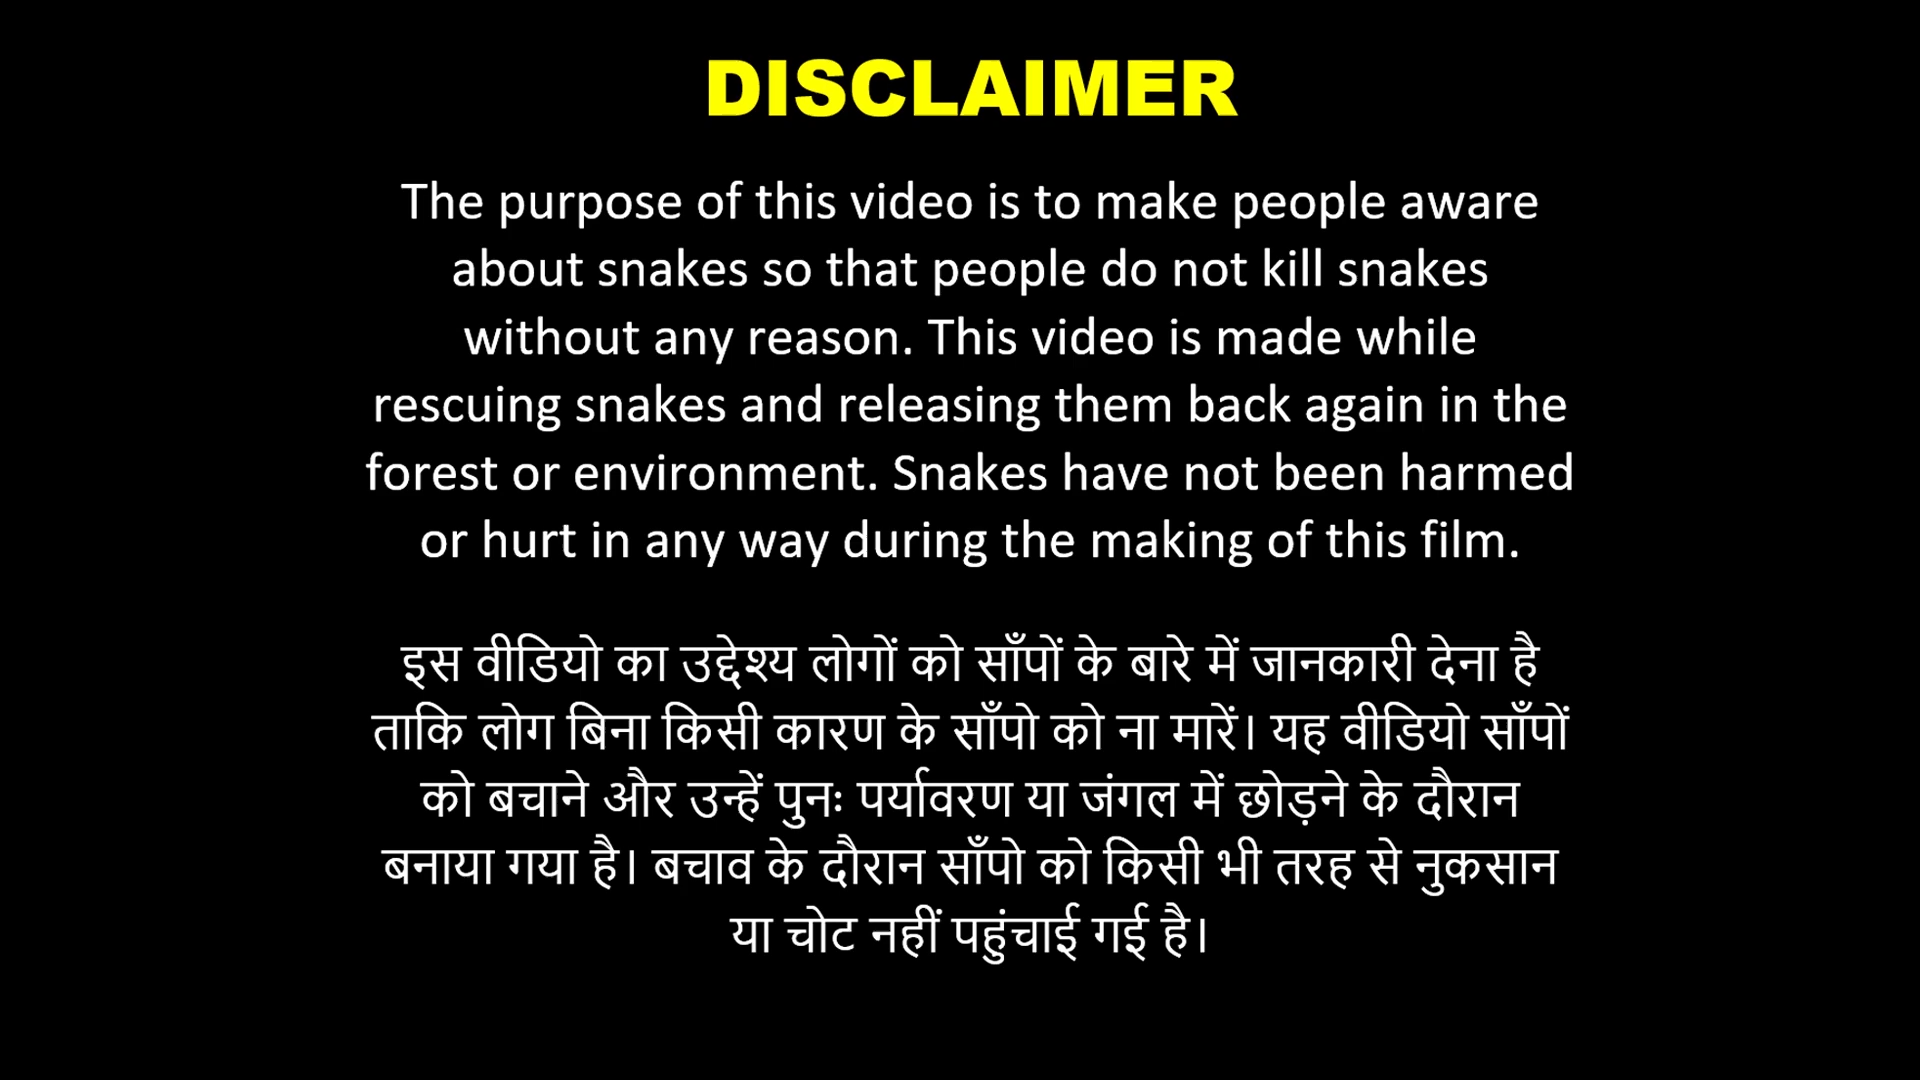 DISCLAIMER
The purpose of this video is to make people aware
about snakes so that people do not kill snakes
without any reason. This video is made while
rescuing snakes and releasing them back again in the
forest or environment. Snakes have not been harmed
or hurt in any way during the making of this film.
इस वीडियो का उद्देश्य लोगों को साँपों के बारे में जानकारी देना है
ताकि लोग बिना किसी कारण के साँपो को ना मारें। यह वीडियो साँपों
को बचाने और उन्हें पुनः पर्यावरण या जंगल में छोड़ने के दौरान
बनाया गया है। बचाव के दौरान साँपो को किसी भी तरह से नुकसान
या चोट नहीं पहुंचाई गई है।